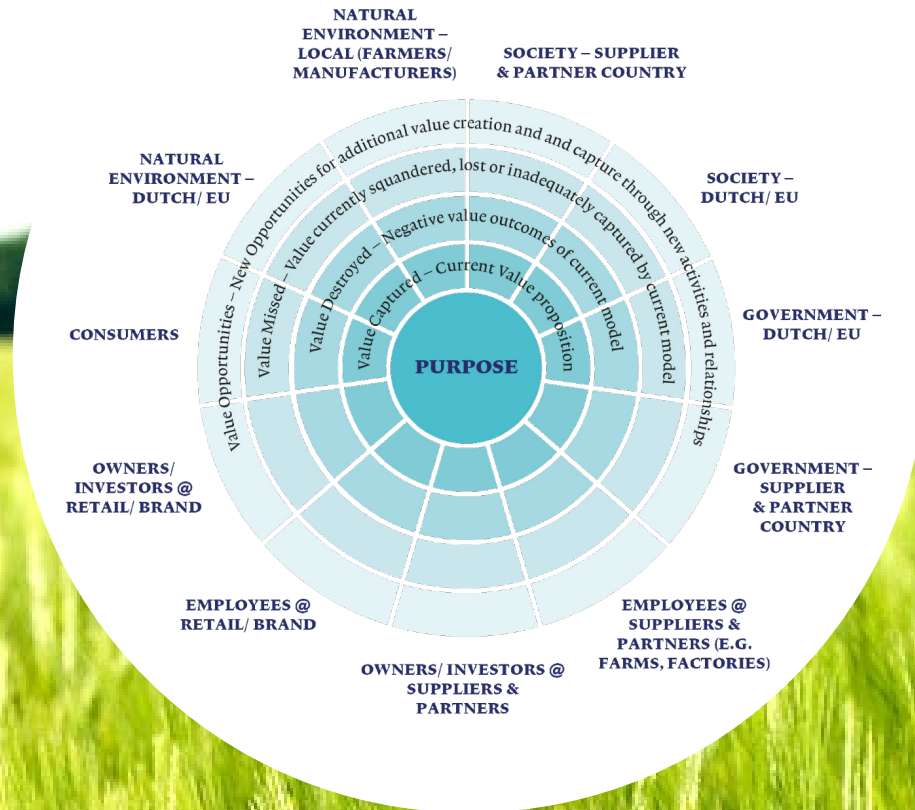 NATURAL
ENVIRONMENT –
LOCAL (FARMERS/
MANUFACTURERS)
SOCIETY – SUPPLIER
& PARTNER COUNTRY
NATURAL
ENVIRONMENT –
DUTCH/ EU
SOCIETY –
DUTCH/ EU
Value Opportunities – New Opportunities for additional value creation and and capture through new activities and relationships
Value Missed – Value currently squandered, lost or inadequately captured by current model
Value Destroyed – Negative value outcomes of current model
Value Captured – Current Value proposition
PURPOSE
CONSUMERS
GOVERNMENT –
DUTCH/ EU
OWNERS/
INVESTORS @
RETAIL/ BRAND
GOVERNMENT –
SUPPLIER
& PARTNER
COUNTRY
EMPLOYEES @
RETAIL/ BRAND
EMPLOYEES @
SUPPLIERS &
PARTNERS (E.G.
FARMS, FACTORIES)
OWNERS/ INVESTORS @
SUPPLIERS &
PARTNERS